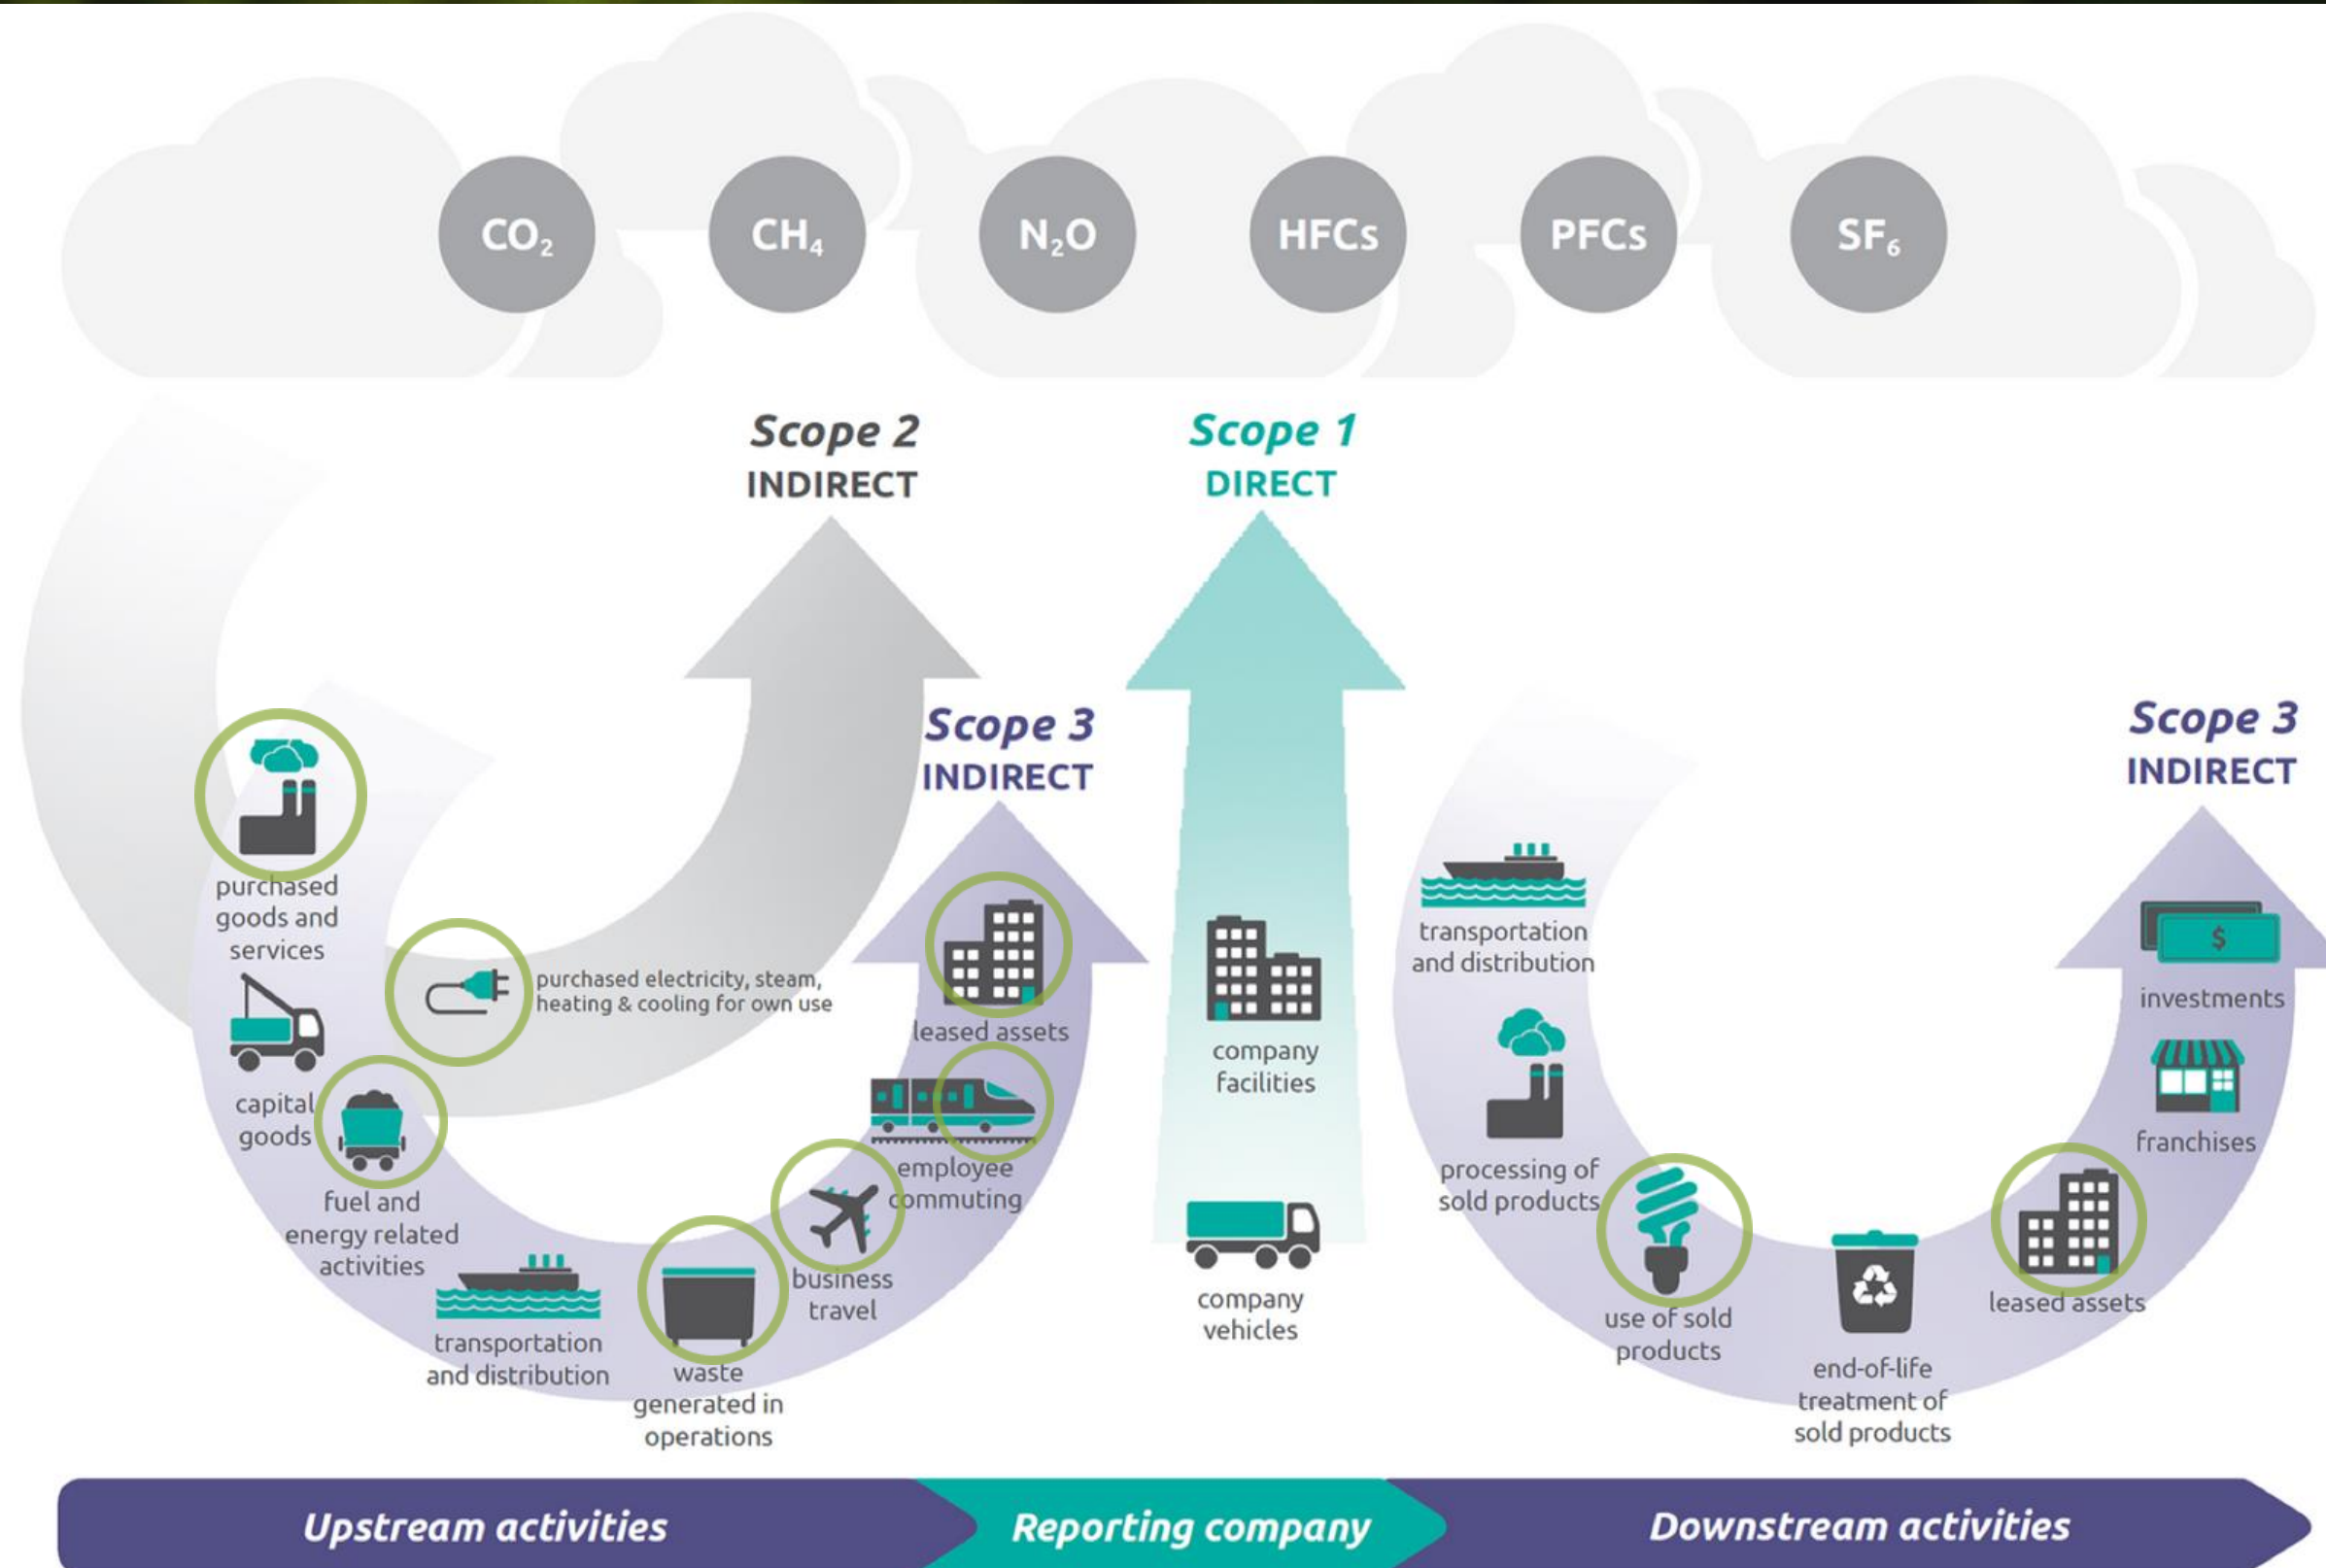 CO₂
CH₄
N₂O
HFCs
PFCs
SF₆
Scope 2
INDIRECT
Scope 1
DIRECT
Scope 3
INDIRECT
Scope 3
INDIRECT
purchased
goods and
services
purchased electricity, steam,
heating & cooling for own use
capital
goods
fuel and
energy related
activities
transportation
and distribution
waste
generated in
operations
business
travel
employee
commuting
leased assets
company
facilities
company
vehicles
transportation
and distribution
processing of
sold products
use of sold
products
end-of-life
treatment of
sold products
leased assets
franchises
$
investments
Upstream activities
Reporting company
Downstream activities